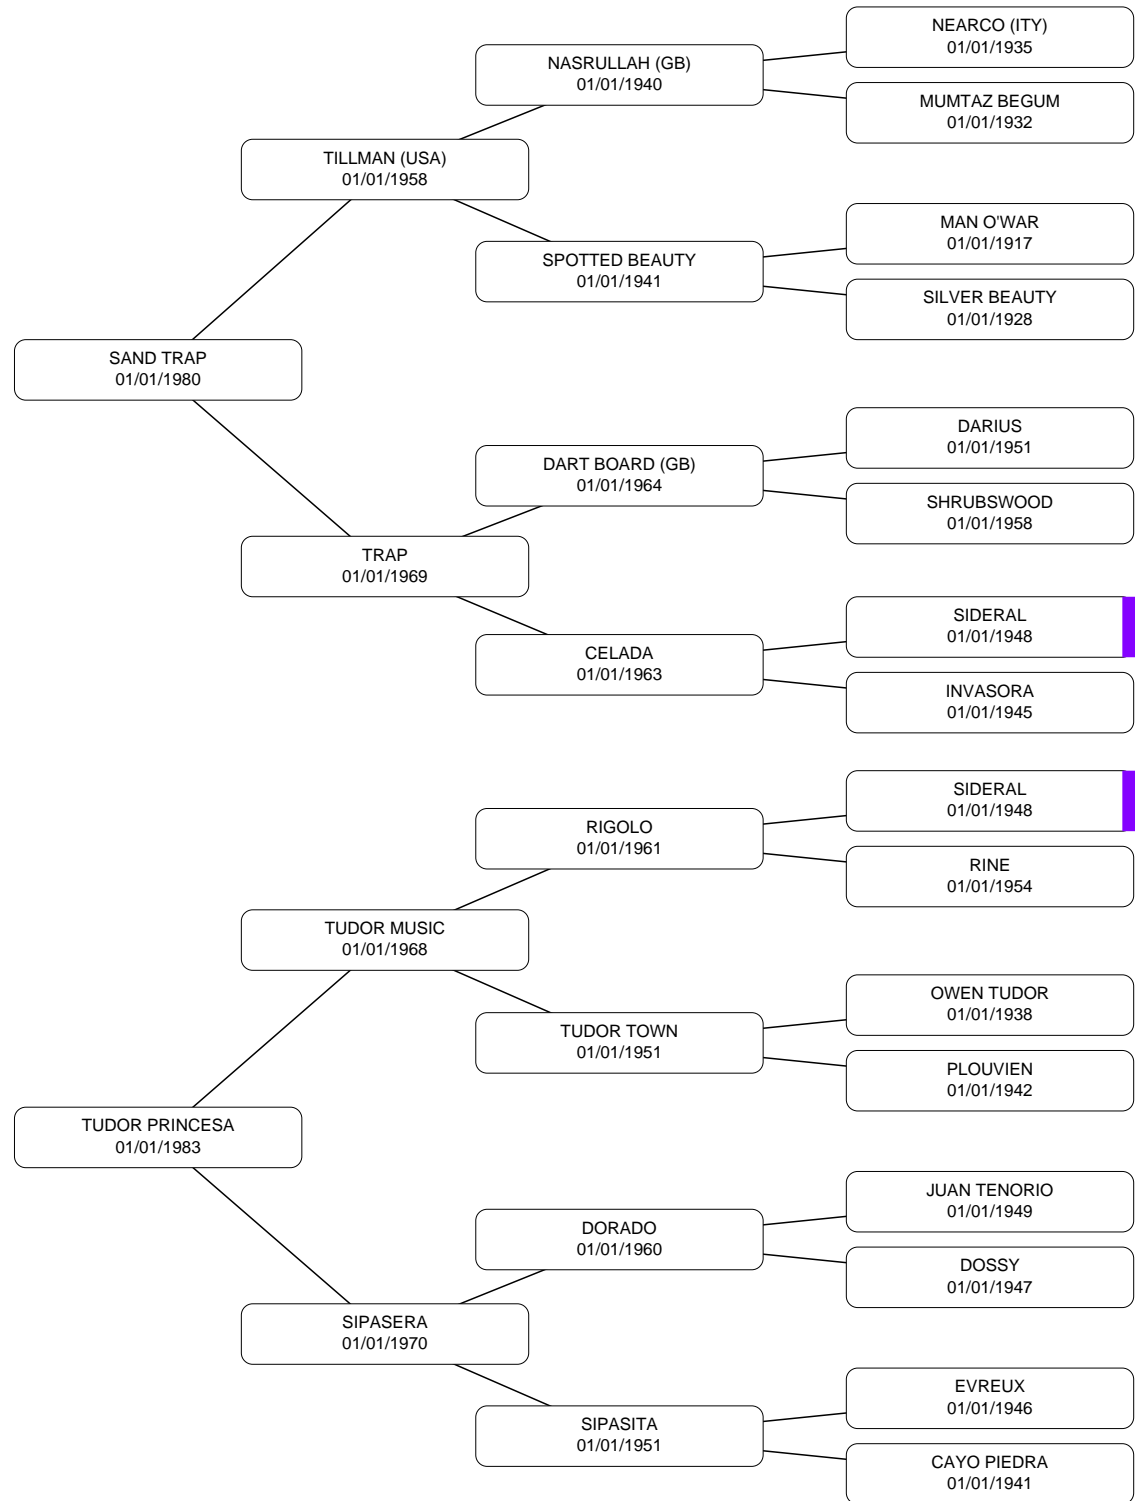 NEARCO (ITY)
01/01/1935
NASRULLAH (GB)
01/01/1940
MUMTAZ BEGUM
01/01/1932
TILLMAN (USA)
01/01/1958
MAN O'WAR
01/01/1917
SPOTTED BEAUTY
01/01/1941
SILVER BEAUTY
01/01/1928
SAND TRAP
01/01/1980
DARIUS
01/01/1951
DART BOARD (GB)
01/01/1964
SHRUBSWOOD
01/01/1958
TRAP
01/01/1969
SIDERAL
01/01/1948
CELADA
01/01/1963
INVASORA
01/01/1945
SIDERAL
01/01/1948
RIGOLO
01/01/1961
RINE
01/01/1954
TUDOR MUSIC
01/01/1968
OWEN TUDOR
01/01/1938
TUDOR TOWN
01/01/1951
PLOUVIEN
01/01/1942
TUDOR PRINCESA
01/01/1983
JUAN TENORIO
01/01/1949
DORADO
01/01/1960
DOSSY
01/01/1947
SIPASERA
01/01/1970
EVREUX
01/01/1946
SIPASITA
01/01/1951
CAYO PIEDRA
01/01/1941